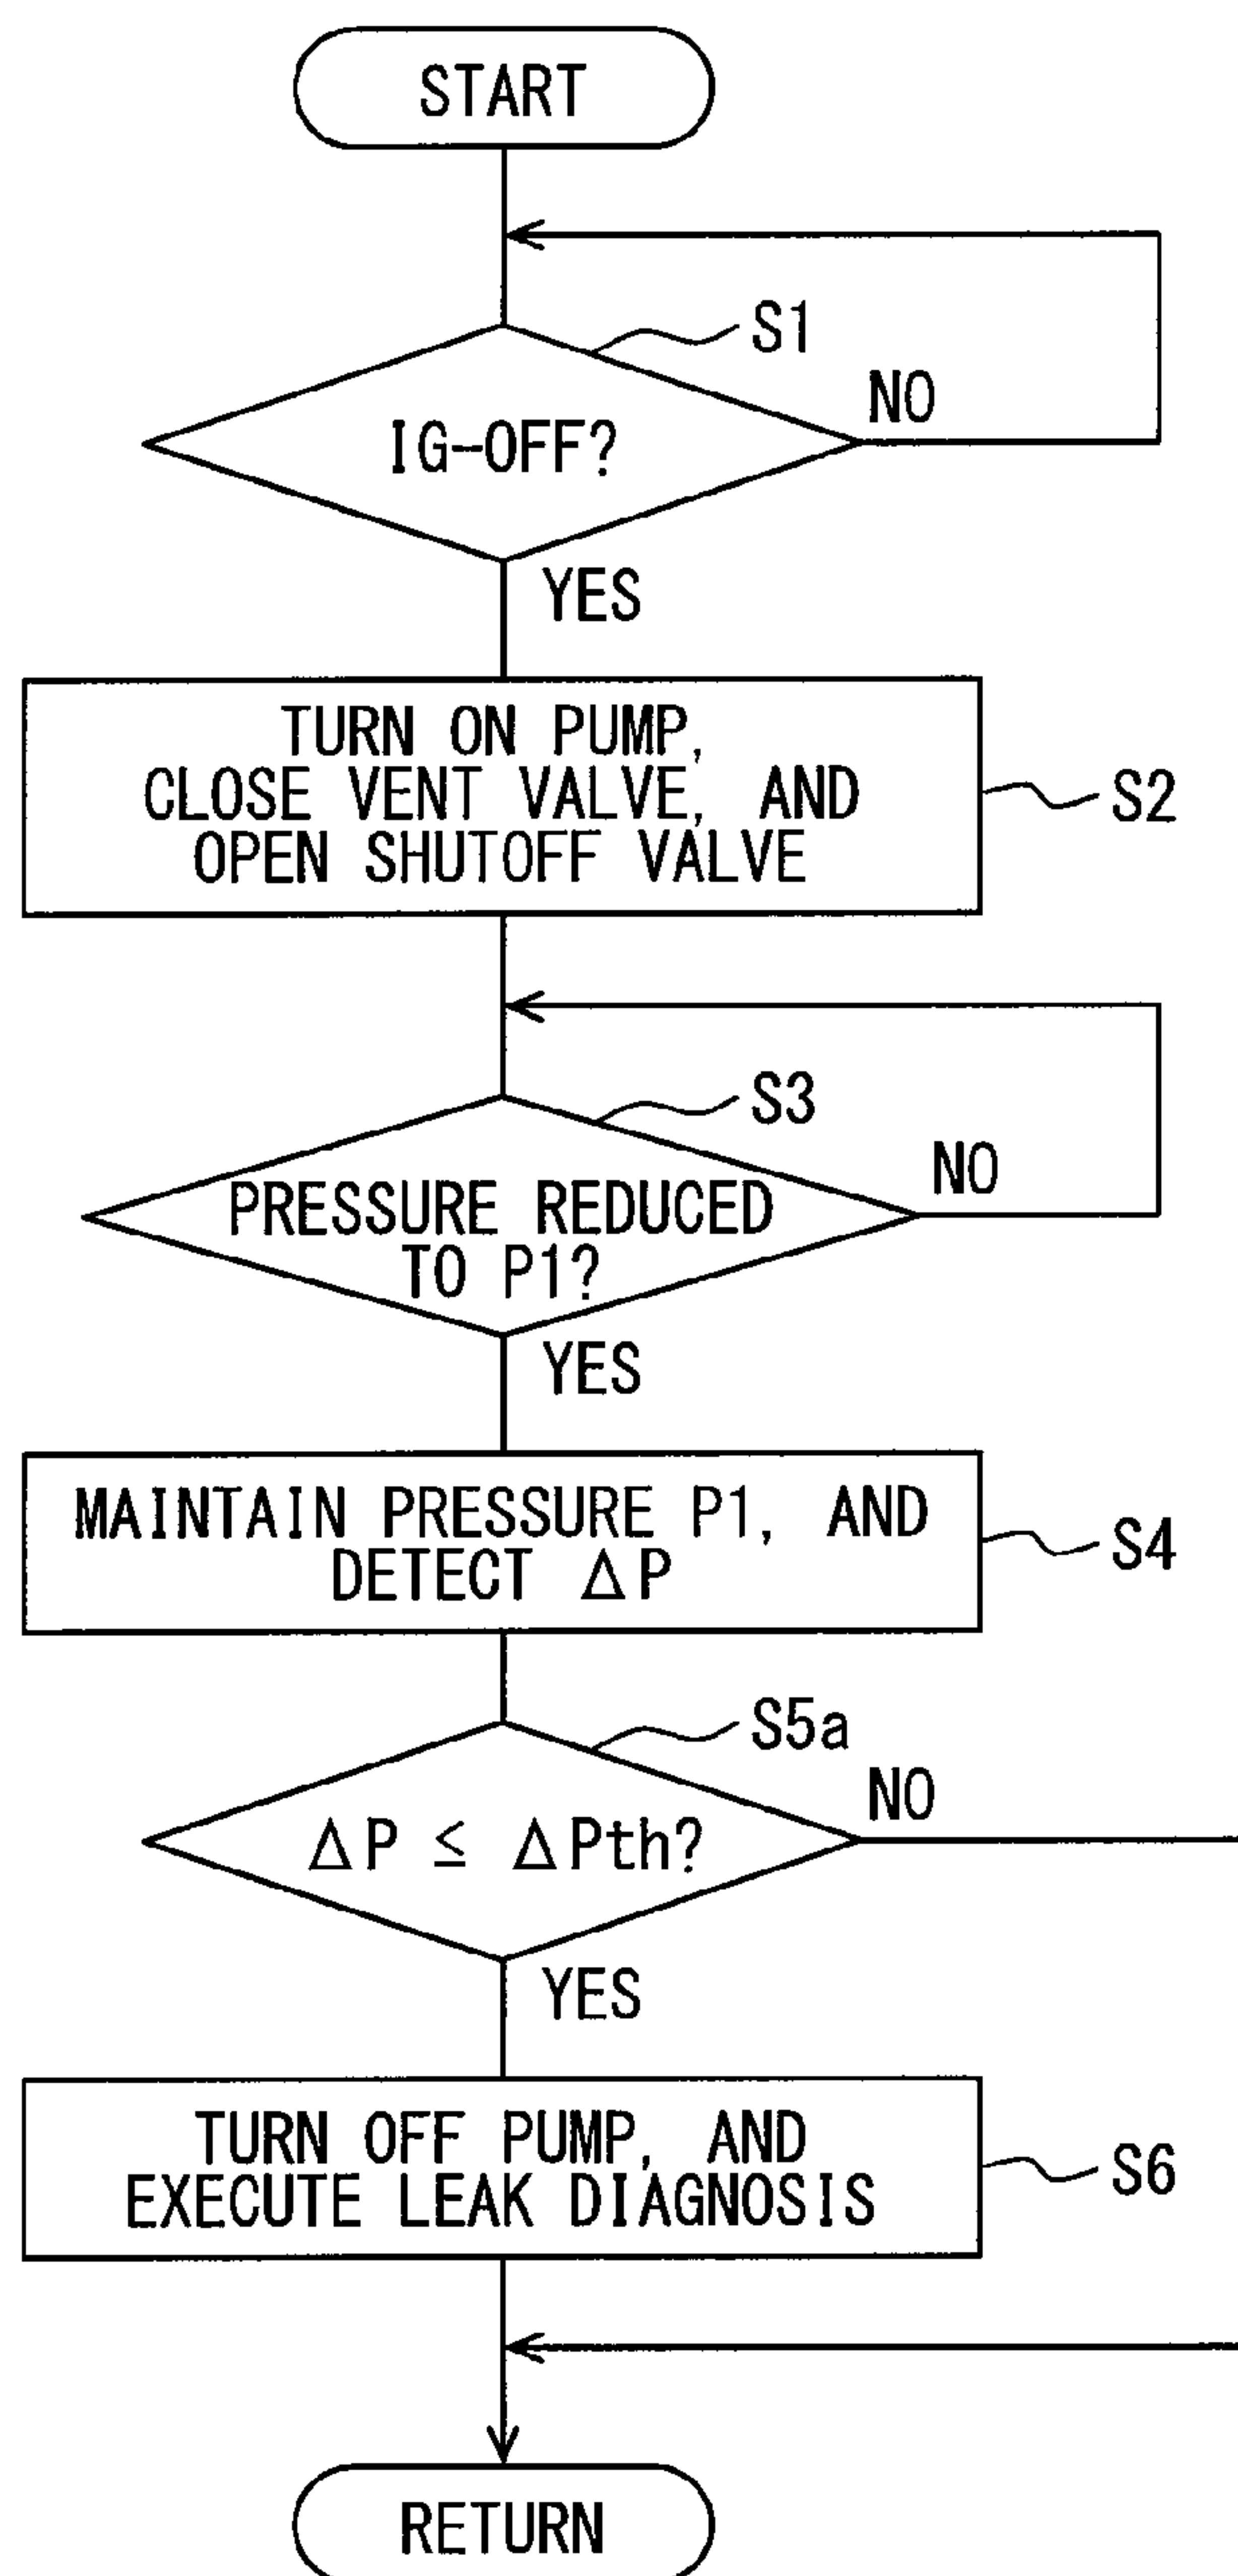 START
S1
NO
IG-OFF?
YES
TURN ON PUMP,
CLOSE VENT VALVE, AND
OPEN SHUTOFF VALVE
S2
S3
NO
PRESSURE REDUCED
TO P1?
YES
MAINTAIN PRESSURE P1, AND
DETECT ΔP
S4
S5a
NO
ΔP ≦ ΔPth?
YES
TURN OFF PUMP, AND
EXECUTE LEAK DIAGNOSIS
S6
RETURN